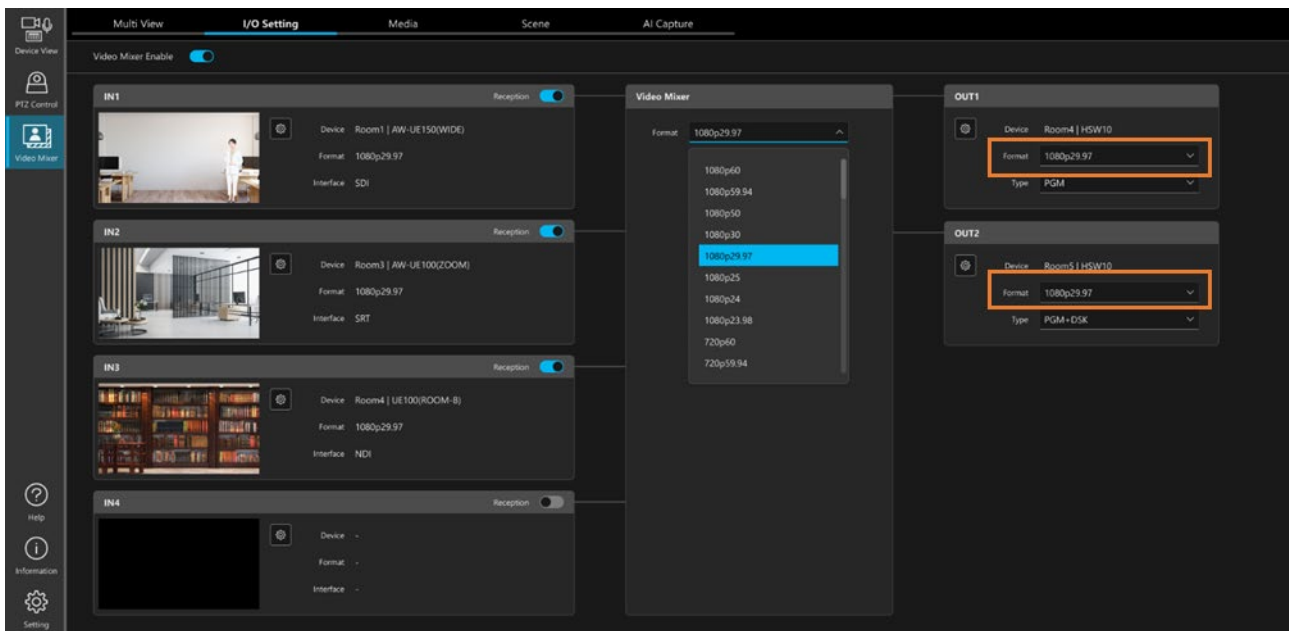 Multi View
I/O Setting
Media
Scene
AI Capture
Device View
PTZ Control
Video Mixer
Help
Information
Setting
Video Mixer Enable
IN1
Reception
Device Room1 | AW-UE150(WIDE)
Format 1080p29.97
Interface SDI
IN2
Reception
Device Room3 | AW-UE100(ZOOM)
Format 1080p29.97
Interface SRT
IN3
Reception
Device Room4 | UE100(ROOM-B)
Format 1080p29.97
Interface NDI
IN4
Reception
Device -
Format -
Interface -
Video Mixer
Format 1080p29.97
1080p60
1080p59.94
1080p50
1080p30
1080p29.97
1080p25
1080p24
1080p23.98
720p60
720p59.94
OUT1
Device Room4 | HSW10
Format 1080p29.97
Type PGM
OUT2
Device Room5 | HSW10
Format 1080p29.97
Type PGM+DSK